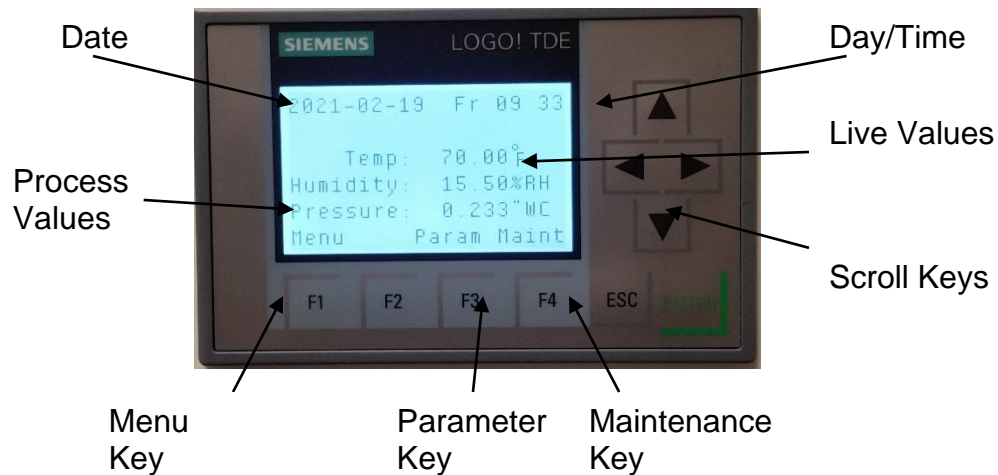 Date
Day/Time
SIEMENS LOGO! TDE
2021-02-19 Fr 09 33
Live Values
Temp: 70.00°F
Humidity: 15.50%RH
Process
Values
Pressure: 0.233"WC
Menu Param Maint
Scroll Keys
F1 F2 F3 F4 ESC ENTER
Menu
Key
Parameter
Key
Maintenance
Key